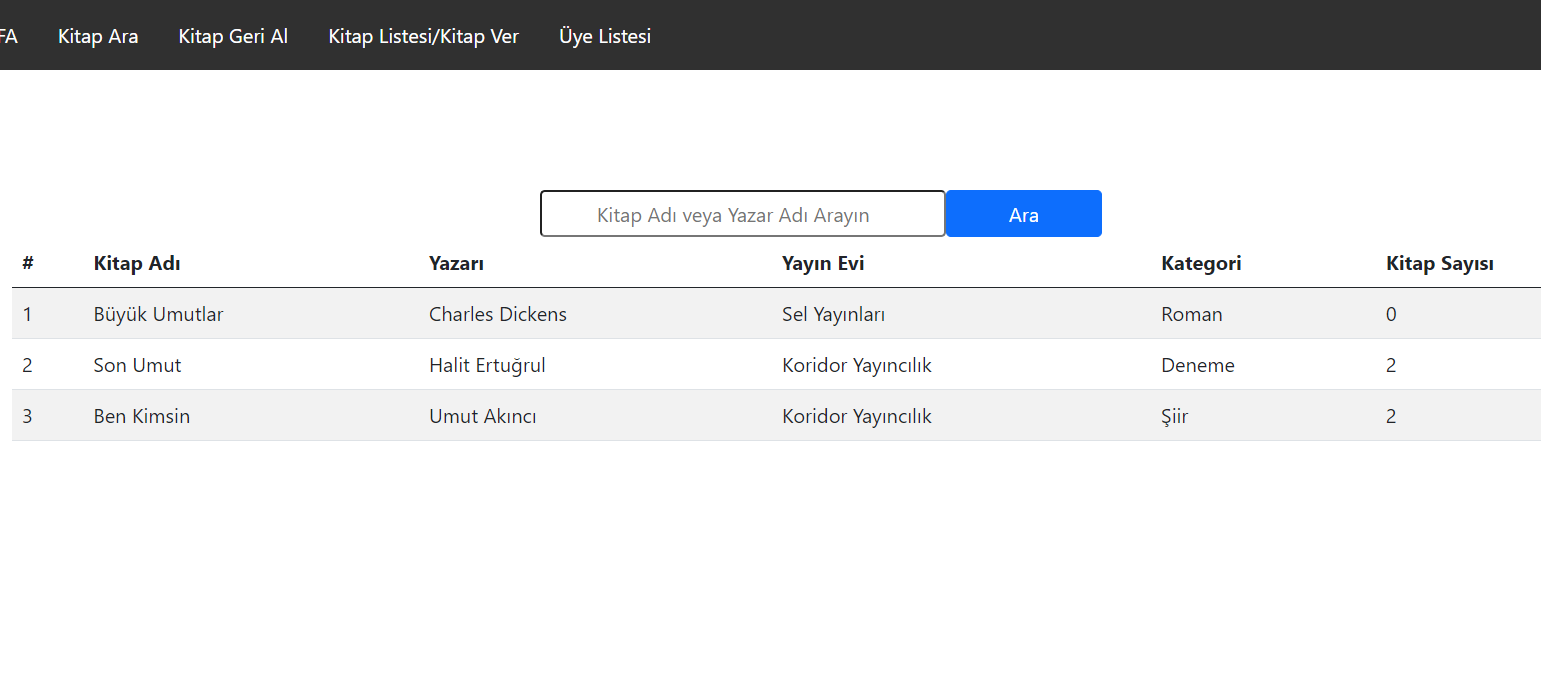 FA Kitap Ara Kitap Geri Al Kitap Listesi/Kitap Ver Üye Listesi
Kitap Adı veya Yazar Adı Arayın Ara
# Kitap Adı Yazarı Yayın Evi Kategori Kitap Sayısı
1 Büyük Umutlar Charles Dickens Sel Yayınları Roman 0
2 Son Umut Halit Ertuğrul Koridor Yayıncılık Deneme 2
3 Ben Kimsin Umut Akıncı Koridor Yayıncılık Şiir 2